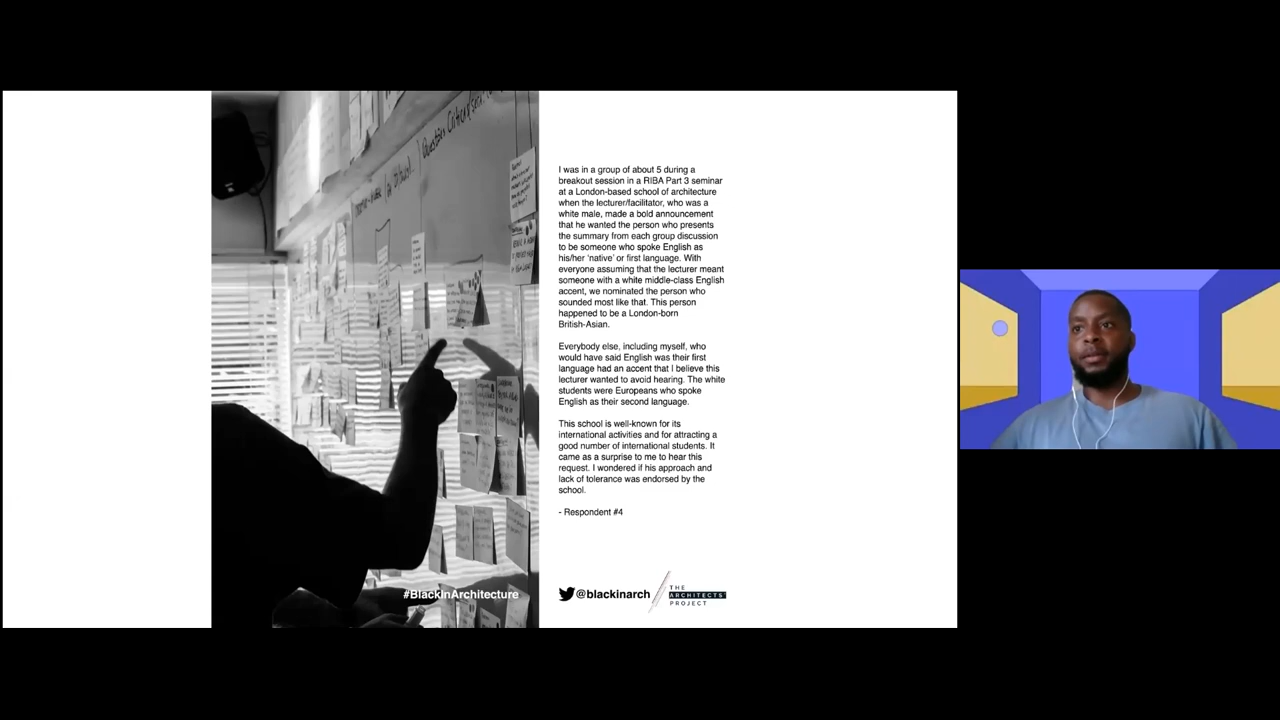 Question Critics/
I was in a group of about 5 during a
breakout session in a RIBA Part 3 seminar
at a London-based school of architecture
when the lecturer/facilitator, who was a
white male, made a bold announcement
that he wanted the person who presents
the summary from each group discussion
to be someone who spoke English as
his/her 'native' or first language. With
everyone assuming that the lecturer meant
someone with a white middle-class English
accent, we nominated the person who
sounded most like that. This person
happened to be a London-born
British-Asian.
Everybody else, including myself, who
would have said English was their first
language had an accent that I believe this
lecturer wanted to avoid hearing. The white
students were Europeans who spoke
English as their second language.
This school is well-known for its
international activities and for attracting a
good number of international students. It
came as a surprise to me to hear this
request. I wondered if his approach and
lack of tolerance was endorsed by the
school.
- Respondent #4
#BlackInArchitecture
@blackinarch
THE
ARCHITECTS'
PROJECT